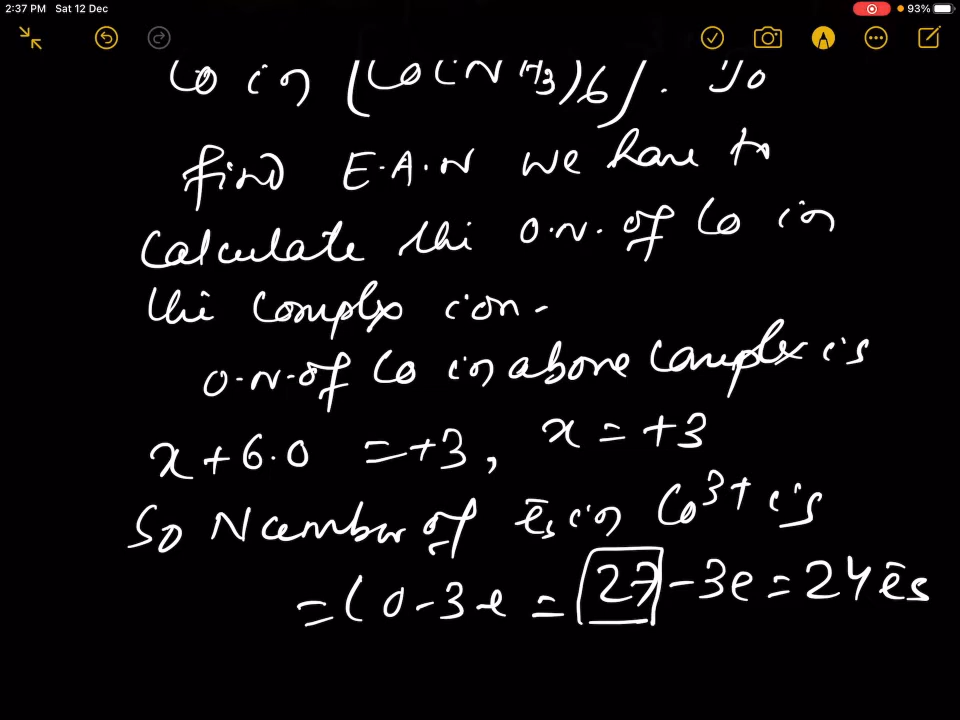 2:37 PM Sat 12 Dec 93%
Co in [Co(NH3)6]. To
find E.A.N we have to
Calculate the O.N. of Co in
the Complex ion.
O.N. of Co in above Complex is
x + 6.0 = +3, x = +3
So Number of ēs in Co³⁺ is
= Co - 3e = 27 - 3e = 24 ēs